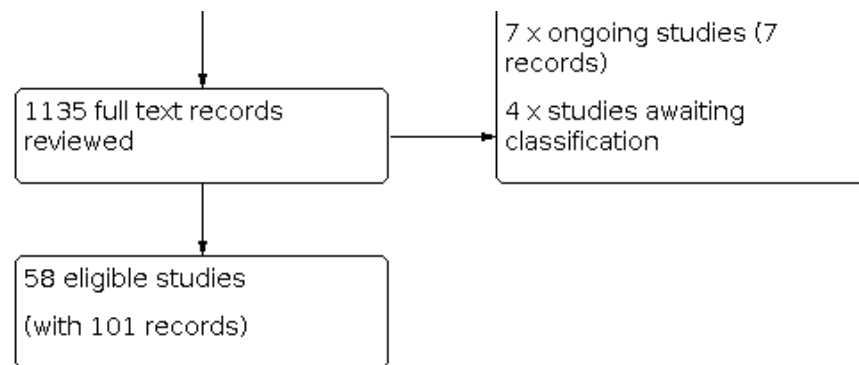 7 x ongoing studies (7
records)
4 x studies awaiting
classification
1135 full text records
reviewed
58 eligible studies
(with 101 records)